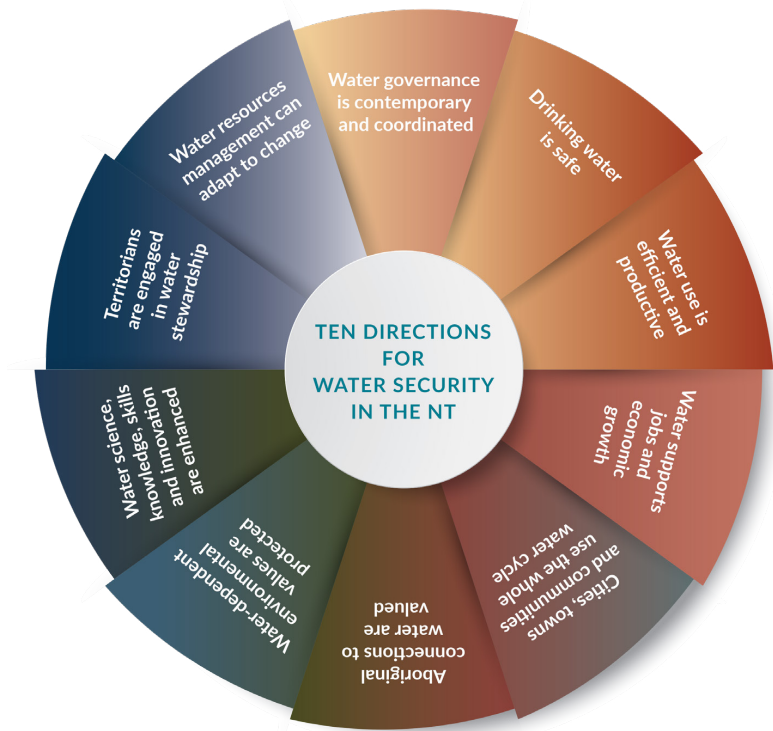 TEN DIRECTIONS
FOR
WATER SECURITY
IN THE NT
Water governance
is contemporary
and coordinated
Drinking water
is safe
Water use is
efficient and
productive
Water supports
jobs and
economic
growth
Cities, towns
and communities
use the whole
water cycle
Aboriginal
connections to
water are
valued
Water-dependent
environmental
values are
protected
Water science,
knowledge, skills
and innovation
are enhanced
Territorians
are engaged
in water
stewardship
Water resources
management can
adapt to change